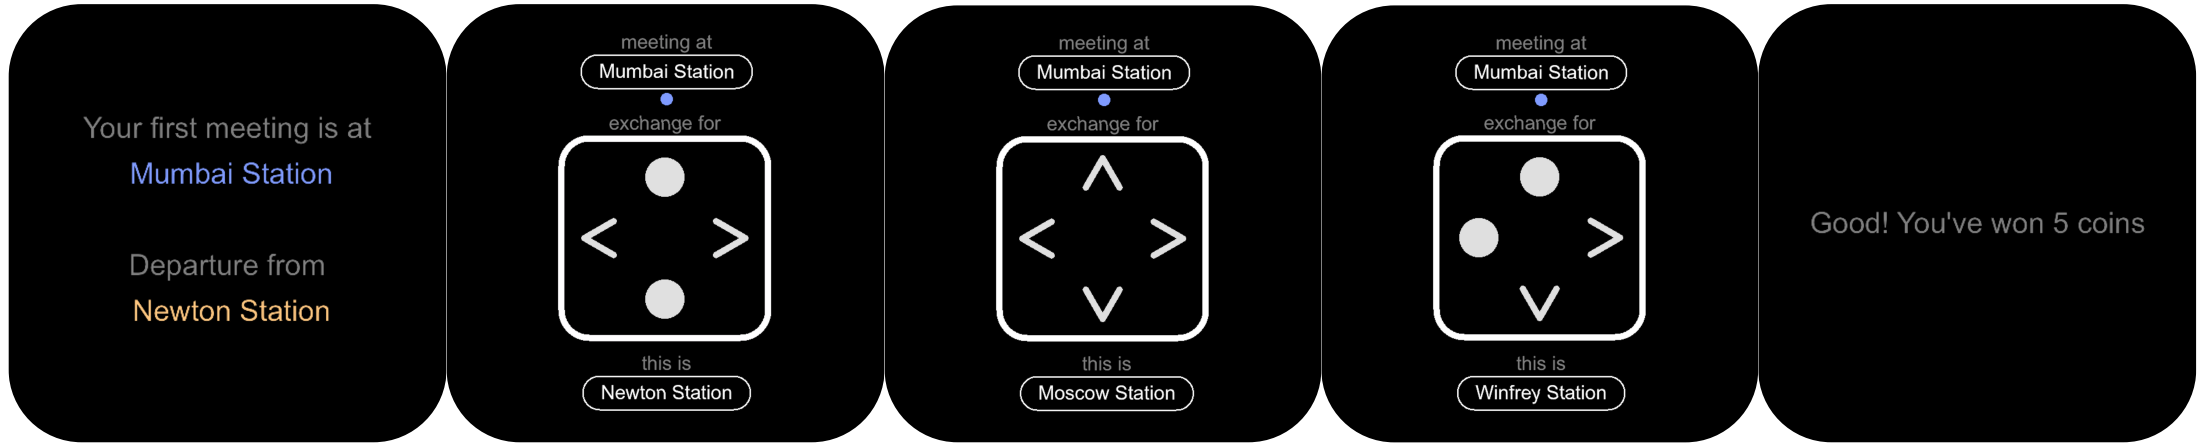 Your first meeting is at
Mumbai Station
Departure from
Newton Station
meeting at
Mumbai Station
exchange for
this is
Newton Station
meeting at
Mumbai Station
exchange for
this is
Moscow Station
meeting at
Mumbai Station
exchange for
this is
Winfrey Station
Good! You've won 5 coins